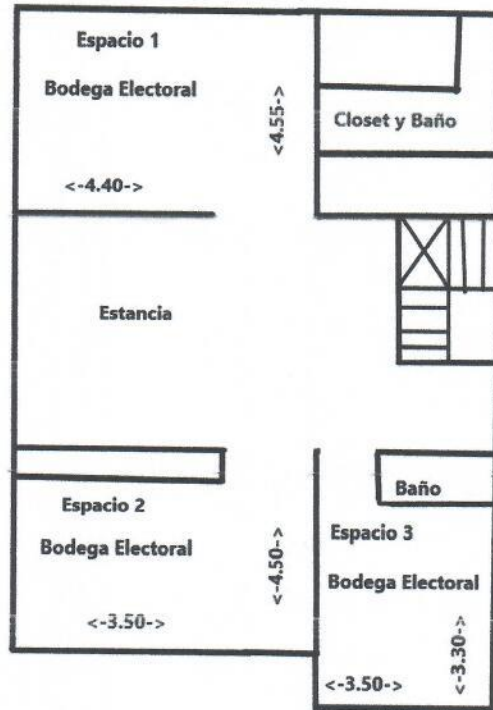 Espacio 1
Bodega Electoral
<-4.55->
Closet y Baño
<-4.40->
Estancia
Espacio 2
Bodega Electoral
<-4.50->
<-3.50->
Baño
Espacio 3
Bodega Electoral
<-3.30->
<-3.50->